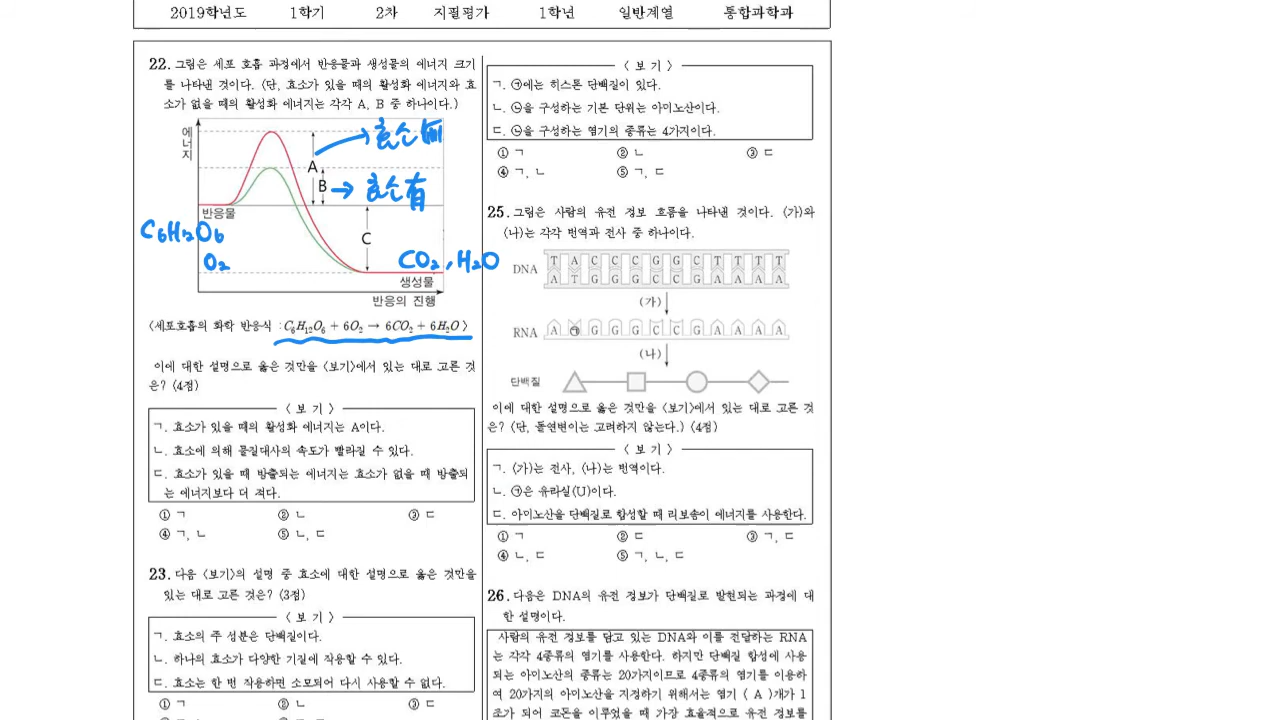 2019학년도 1학기 2차 지필평가 1학년 일반계열 통합과학과
22. 그림은 세포 호흡 과정에서 반응물과 생성물의 에너지 크기
를 나타낸 것이다. (단, 효소가 있을 때의 활성화 에너지와 효
소가 없을 때의 활성화 에너지는 각각 A, B 중 하나이다.)
에너지
A → 효소 無
B → 효소 有
반응물
C
C6H12O6
O2
CO2, H2O
생성물
반응의 진행
<세포호흡의 화학 반응식 : C6H12O6 + 6O2 → 6CO2 + 6H2O >
이에 대한 설명으로 옳은 것만을 <보기>에서 있는 대로 고른 것
은? (4점)
< 보 기 >
ㄱ. 효소가 있을 때의 활성화 에너지는 A이다.
ㄴ. 효소에 의해 물질대사의 속도가 빨라질 수 있다.
ㄷ. 효소가 있을 때 방출되는 에너지는 효소가 없을 때 방출되
는 에너지보다 더 적다.
① ㄱ ② ㄴ ③ ㄷ
④ ㄱ, ㄴ ⑤ ㄴ, ㄷ
23. 다음 <보기>의 설명 중 효소에 대한 설명으로 옳은 것만을
있는 대로 고른 것은? (3점)
< 보 기 >
ㄱ. 효소의 주 성분은 단백질이다.
ㄴ. 하나의 효소가 다양한 기질에 작용할 수 있다.
ㄷ. 효소는 한 번 작용하면 소모되어 다시 사용할 수 없다.
① ㄱ ② ㄴ ③ ㄷ
< 보 기 >
ㄱ. ㉠에는 히스톤 단백질이 있다.
ㄴ. ㉡을 구성하는 기본 단위는 아미노산이다.
ㄷ. ㉡을 구성하는 염기의 종류는 4가지이다.
① ㄱ ② ㄴ ③ ㄷ
④ ㄱ, ㄴ ⑤ ㄱ, ㄷ
25. 그림은 사람의 유전 정보 흐름을 나타낸 것이다. (가)와
(나)는 각각 번역과 전사 중 하나이다.
DNA
T A C C C G G C T T T T
A T G G G C C G A A A A
(가)
RNA A ㉠ G G G C C G A A A A
(나)
단백질
이에 대한 설명으로 옳은 것만을 <보기>에서 있는 대로 고른 것
은? (단, 돌연변이는 고려하지 않는다.) (4점)
< 보 기 >
ㄱ. (가)는 전사, (나)는 번역이다.
ㄴ. ㉠은 유라실(U)이다.
ㄷ. 아미노산을 단백질로 합성할 때 리보솜이 에너지를 사용한다.
① ㄱ ② ㄷ ③ ㄱ, ㄷ
④ ㄴ, ㄷ ⑤ ㄱ, ㄴ, ㄷ
26. 다음은 DNA의 유전 정보가 단백질로 발현되는 과정에 대
한 설명이다.
사람의 유전 정보를 담고 있는 DNA와 이를 전달하는 RNA
는 각각 4종류의 염기를 사용한다. 하지만 단백질 합성에 사용
되는 아미노산의 종류는 20가지이므로 4종류의 염기를 이용하
여 20가지의 아미노산을 지정하기 위해서는 염기 ( A )개가 1
조가 되어 코돈을 이루었을 때 가장 효율적으로 유전 정보를